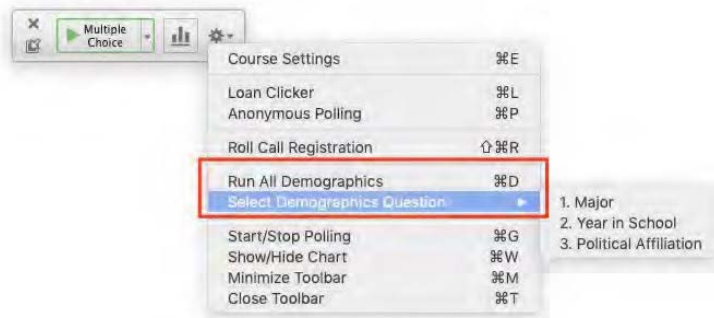 Multiple
Choice
Course Settings ⌘E
Loan Clicker ⌘L
Anonymous Polling ⌘P
Roll Call Registration ⇧⌘R
Run All Demographics ⌘D
Select Demographics Question
1. Major
2. Year in School
3. Political Affiliation
Start/Stop Polling ⌘G
Show/Hide Chart ⌘W
Minimize Toolbar ⌘M
Close Toolbar ⌘T